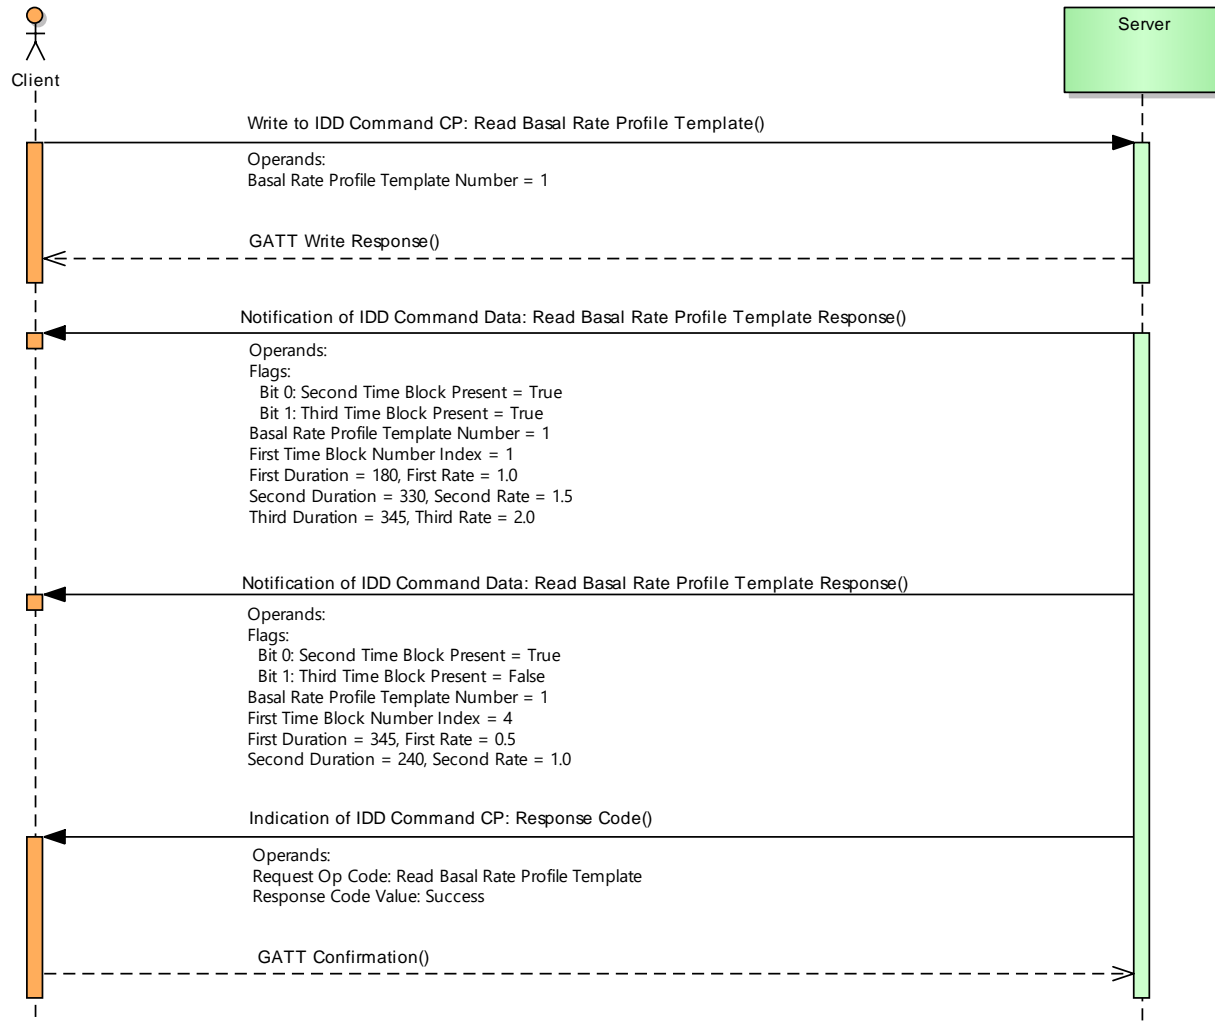 Server
Client
Write to IDD Command CP: Read Basal Rate Profile Template()
Operands:
Basal Rate Profile Template Number = 1
GATT Write Response()
Notification of IDD Command Data: Read Basal Rate Profile Template Response()
Operands:
Flags:
Bit 0: Second Time Block Present = True
Bit 1: Third Time Block Present = True
Basal Rate Profile Template Number = 1
First Time Block Number Index = 1
First Duration = 180, First Rate = 1.0
Second Duration = 330, Second Rate = 1.5
Third Duration = 345, Third Rate = 2.0
Notification of IDD Command Data: Read Basal Rate Profile Template Response()
Operands:
Flags:
Bit 0: Second Time Block Present = True
Bit 1: Third Time Block Present = False
Basal Rate Profile Template Number = 1
First Time Block Number Index = 4
First Duration = 345, First Rate = 0.5
Second Duration = 240, Second Rate = 1.0
Indication of IDD Command CP: Response Code()
Operands:
Request Op Code: Read Basal Rate Profile Template
Response Code Value: Success
GATT Confirmation()